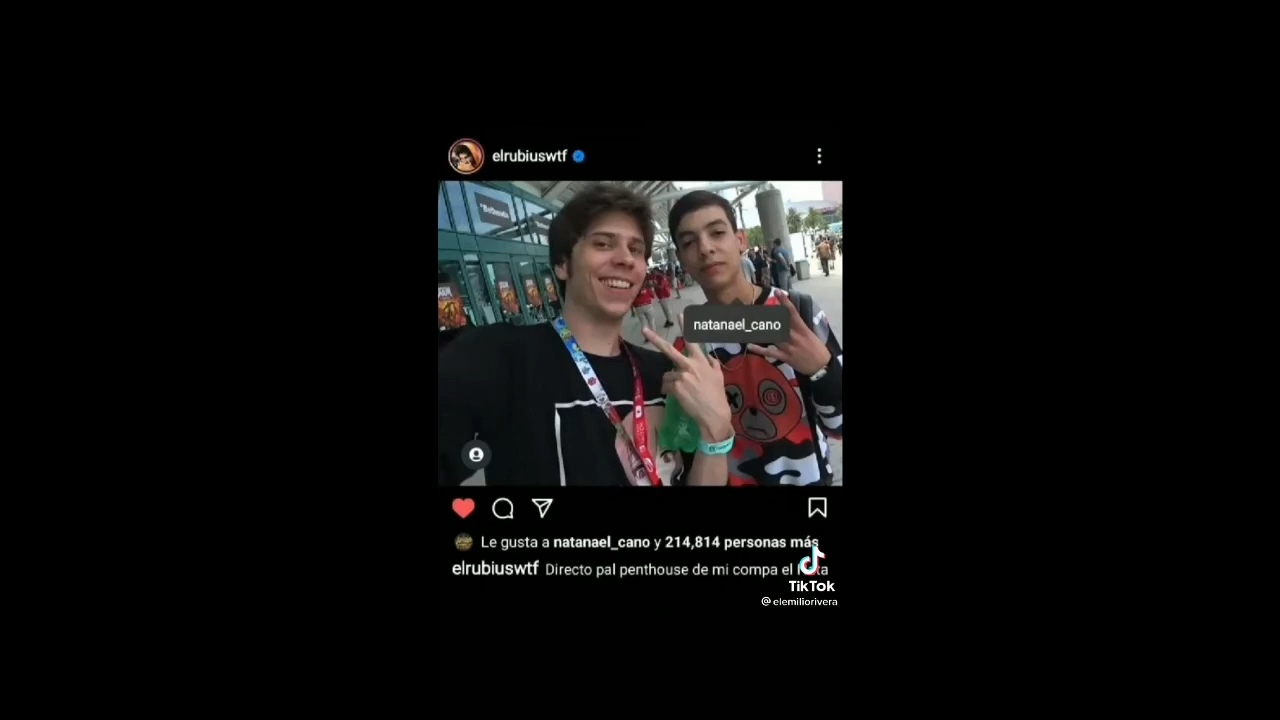 elrubiuswtf
natanael_cano
Le gusta a natanael_cano y 214,814 personas más
elrubiuswtf Directo pal penthouse de mi compa el
TikTok
@elemiliorivera